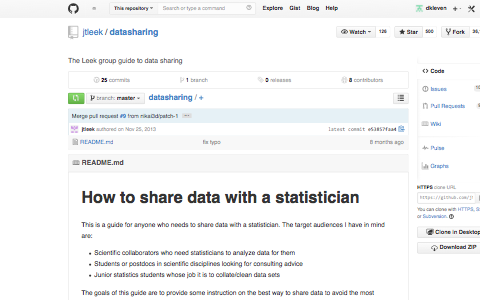 This repository
Search or type a command
Explore
Gist
Blog
Help
dkleven
jtleek / datasharing
Watch
128
Star
500
Fork
The Leek group guide to data sharing
25 commits
1 branch
0 releases
8 contributors
branch: master
datasharing / +
Merge pull request #9 from nikai3d/patch-1
jtleek authored on Nov 25, 2013
latest commit e53857faad
README.md
fix typo
8 months ago
README.md
How to share data with a statistician
This is a guide for anyone who needs to share data with a statistician. The target audiences I have in mind
are:
Scientific collaborators who need statisticians to analyze data for them
Students or postdocs in scientific disciplines looking for consulting advice
Junior statistics students whose job it is to collate/clean data sets
The goals of this guide are to provide some instruction on the best way to share data to avoid the most
Code
Issues
Pull Requests
Wiki
Pulse
Graphs
HTTPS clone URL
https://github.com/j
You can clone with HTTPS,
or Subversion.
Clone in Desktop
Download ZIP